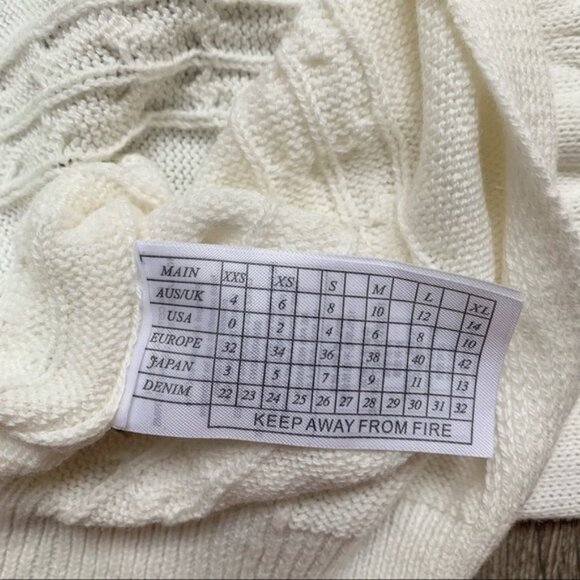 MAIN XXS XS S M L XL
AUS/UK 4 6 8 10 12 14
USA 0 2 4 6 8 10
EUROPE 32 34 36 38 40 42
JAPAN 3 5 7 9 11 13
DENIM 22 23 24 25 26 27 28 29 30 31 32
KEEP AWAY FROM FIRE